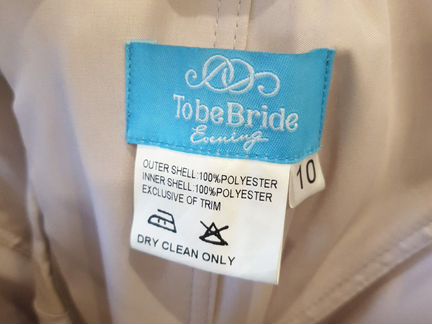 TobeBride
Evening
10
OUTER SHELL:100%POLYESTER
INNER SHELL:100%POLYESTER
EXCLUSIVE OF TRIM
DRY CLEAN ONLY